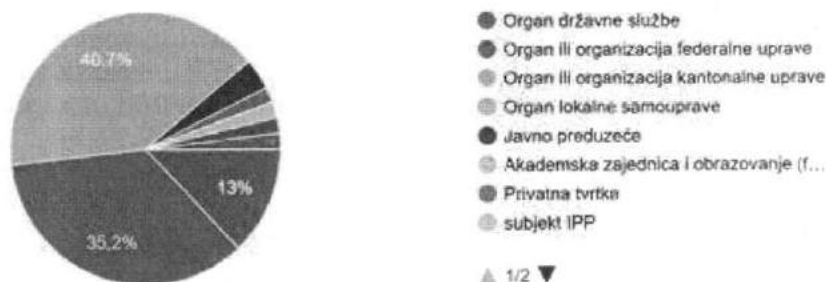 40,7%
13%
35,2%
Organ državne službe
Organ ili organizacija federalne uprave
Organ ili organizacija kantonalne uprave
Organ lokalne samouprave
Javno preduzeće
Akademska zajednica i obrazovanje (f...
Privatna tvrtka
subjekt IPP
1/2